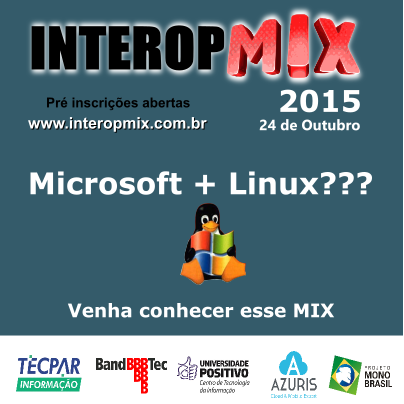 INTEROPMIX
2015
Pré inscrições abertas
www.interopmix.com.br
24 de Outubro
Microsoft + Linux???
Venha conhecer esse MIX
TECPAR
INFORMAÇÃO
BandTec
UNIVERSIDADE
POSITIVO
Centro de Tecnologia
da Informação
AZURIS
PROJETO
MONO
BRASIL